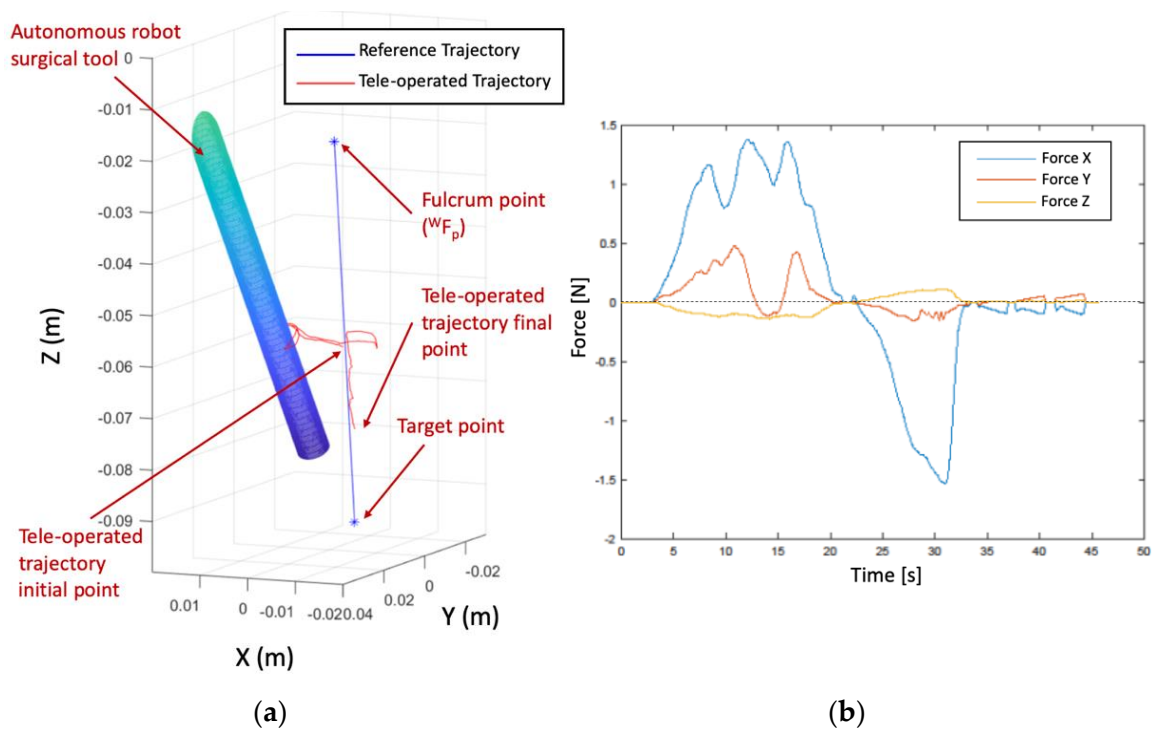 Autonomous robot
surgical tool
Reference Trajectory
Tele-operated Trajectory
Fulcrum point
(ᵂFₚ)
Tele-operated
trajectory final
point
Target point
Tele-operated
trajectory
initial point
Z (m)
0
-0.01
-0.02
-0.03
-0.04
-0.05
-0.06
-0.07
-0.08
-0.09
0.01
0
-0.01
-0.02
0.04
0.02
0
-0.02
X (m)
Y (m)
(a)
Force X
Force Y
Force Z
Force [N]
1.5
1
0.5
0
-0.5
-1
-1.5
-2
0
5
10
15
20
25
30
35
40
45
50
Time [s]
(b)